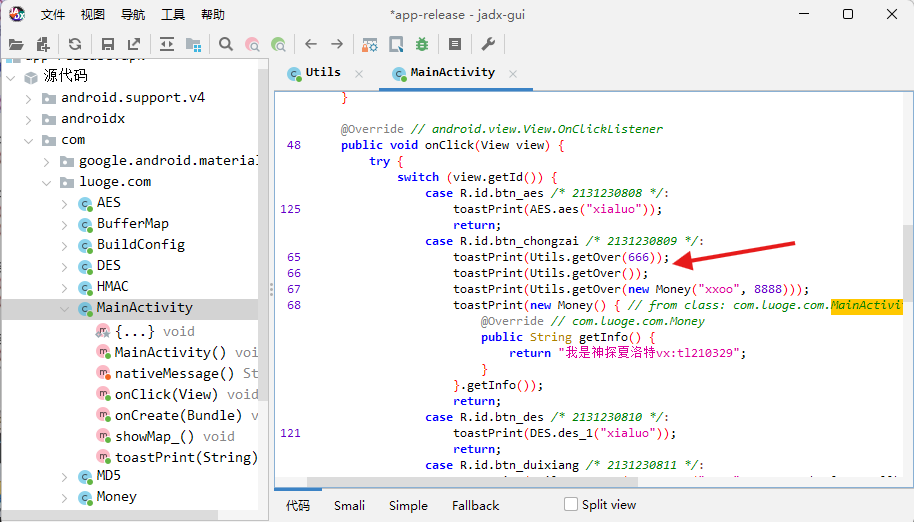 文件 视图 导航 工具 帮助 *app-release - jadx-gui
源代码
android.support.v4
androidx
com
google.android.material
luoge.com
AES
BufferMap
BuildConfig
DES
HMAC
MainActivity
{...} void
MainActivity() voi
nativeMessage() St
onClick(View) void
onCreate(Bundle) v
showMap_() void
toastPrint(String)
MD5
Money
Utils MainActivity
}
@Override // android.view.View.OnClickListener
48 public void onClick(View view) {
try {
switch (view.getId()) {
case R.id.btn_aes /* 2131230808 */:
125 toastPrint(AES.aes("xialuo"));
return;
case R.id.btn_chongzai /* 2131230809 */:
65 toastPrint(Utils.getOver(666));
66 toastPrint(Utils.getOver());
67 toastPrint(Utils.getOver(new Money("xxoo", 8888)));
68 toastPrint(new Money() { // from class: com.luoge.com.MainActivi
@Override // com.luoge.com.Money
public String getInfo() {
return "我是神探夏洛特vx:tl210329";
}
}.getInfo());
return;
case R.id.btn_des /* 2131230810 */:
121 toastPrint(DES.des_1("xialuo"));
return;
case R.id.btn_duixiang /* 2131230811 */:
代码 Smali Simple Fallback Split view